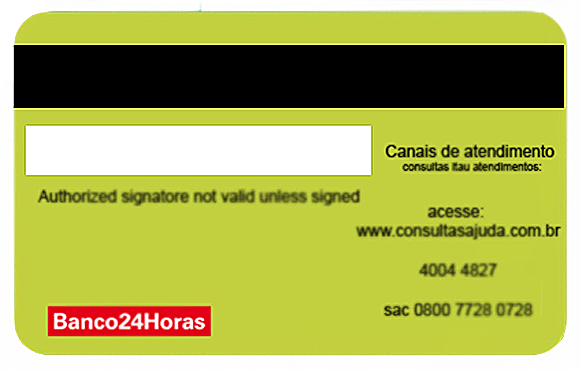 Canais de atendimento
consultas itau atendimentos:
Authorized signatore not valid unless signed
acesse:
www.consultasajuda.com.br
4004 4827
sac 0800 7728 0728
Banco24Horas